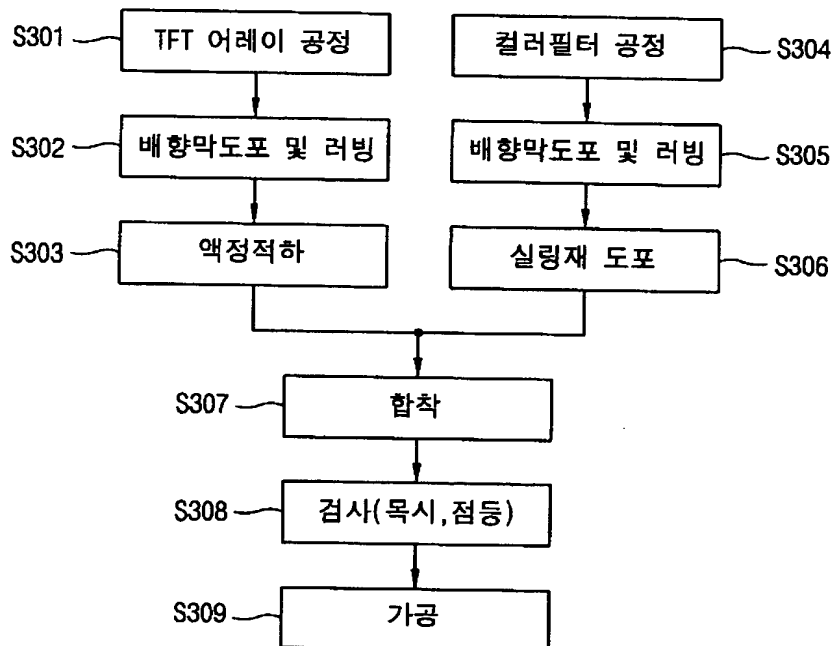 S301
TFT 어레이 공정
컬러필터 공정
S304
S302
배향막도포 및 러빙
배향막도포 및 러빙
S305
S303
액정적하
실링재 도포
S306
S307
합착
S308
검사(목시,점등)
S309
가공